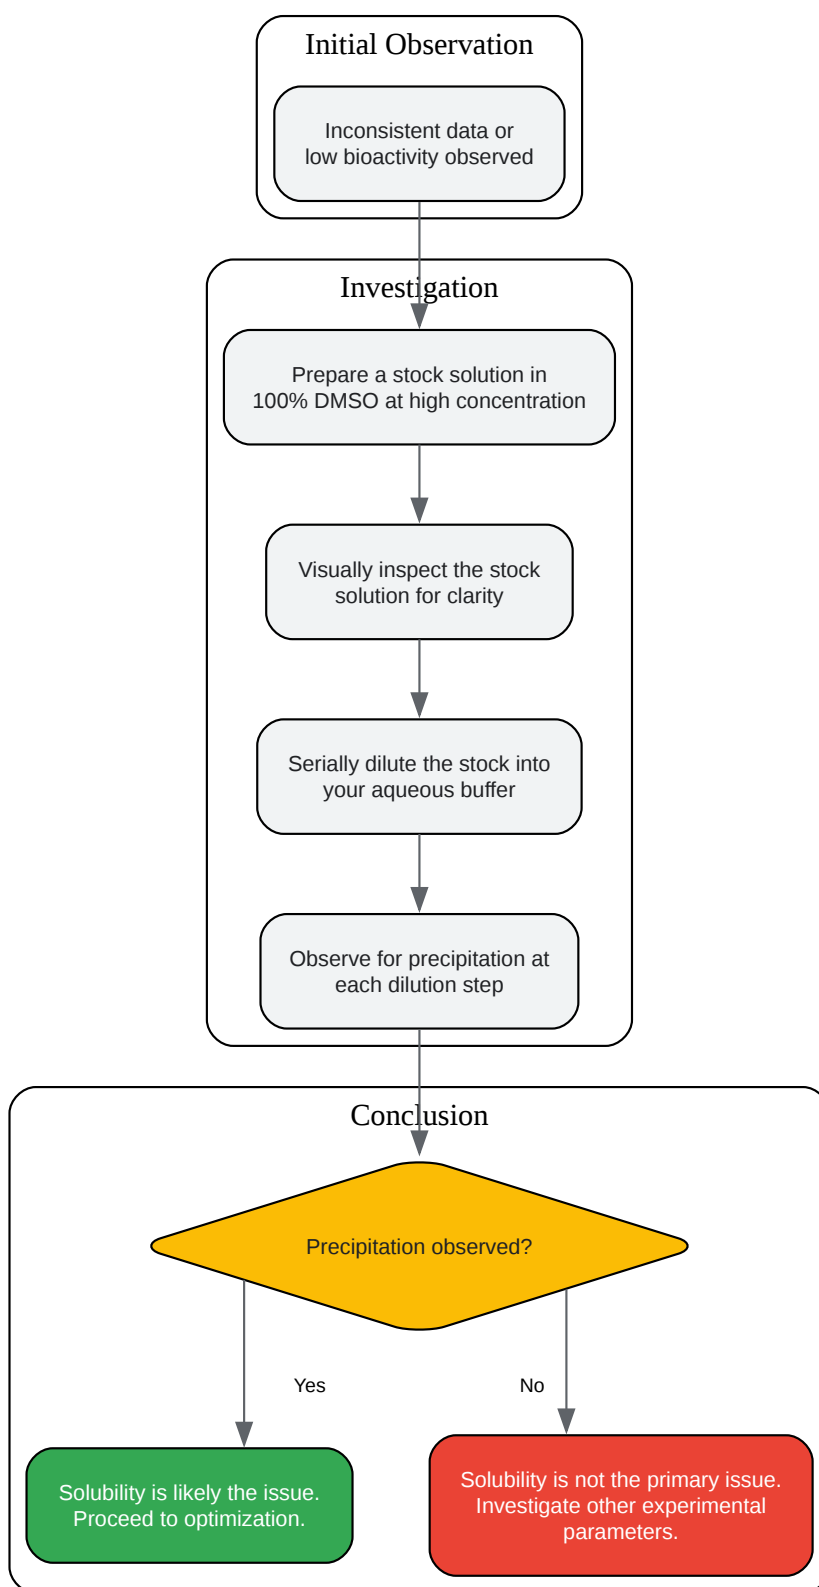 Initial Observation
Inconsistent data or
low bioactivity observed
Investigation
Prepare a stock solution in
100% DMSO at high concentration
Visually inspect the stock
solution for clarity
Serially dilute the stock into
your aqueous buffer
Observe for precipitation at
each dilution step
Conclusion
Precipitation observed?
Yes
No
Solubility is likely the issue.
Proceed to optimization.
Solubility is not the primary issue.
Investigate other experimental
parameters.